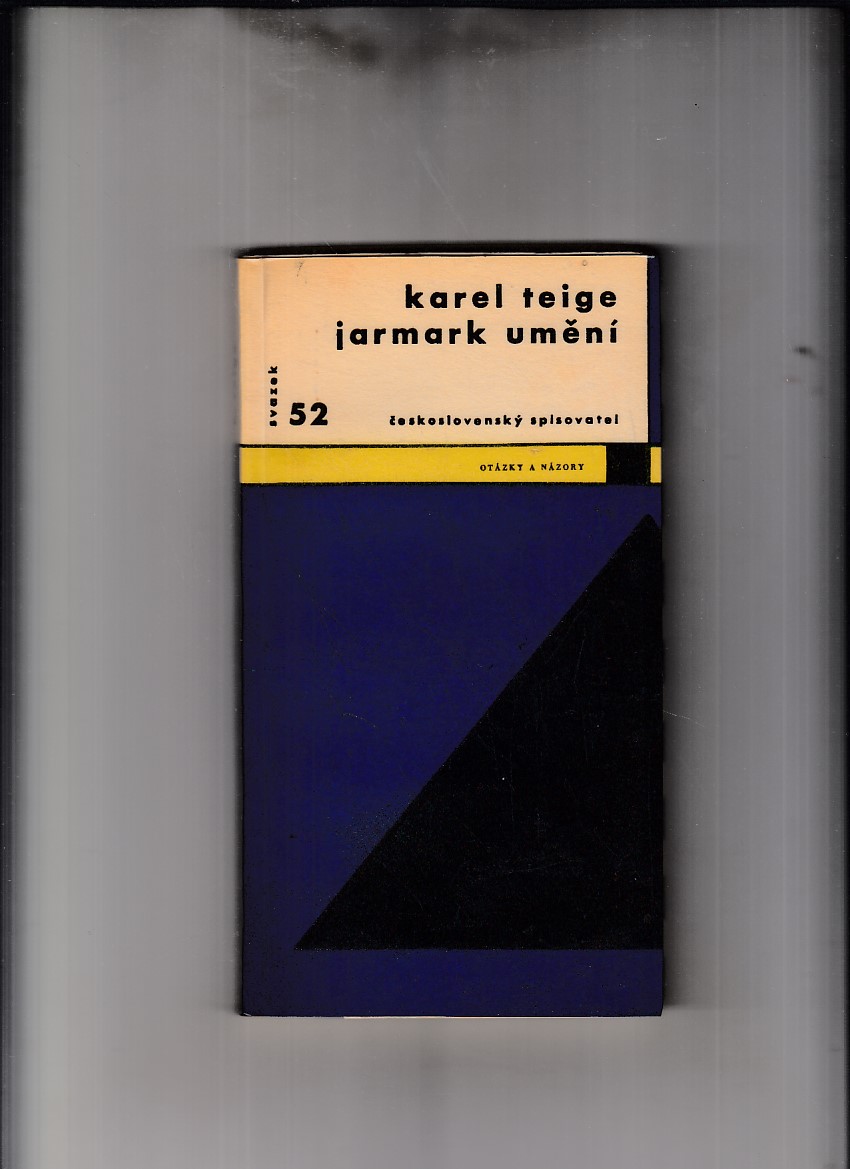 karel teige
jarmark umění
svazek
52
československý spisovatel
OTÁZKY A NÁZORY